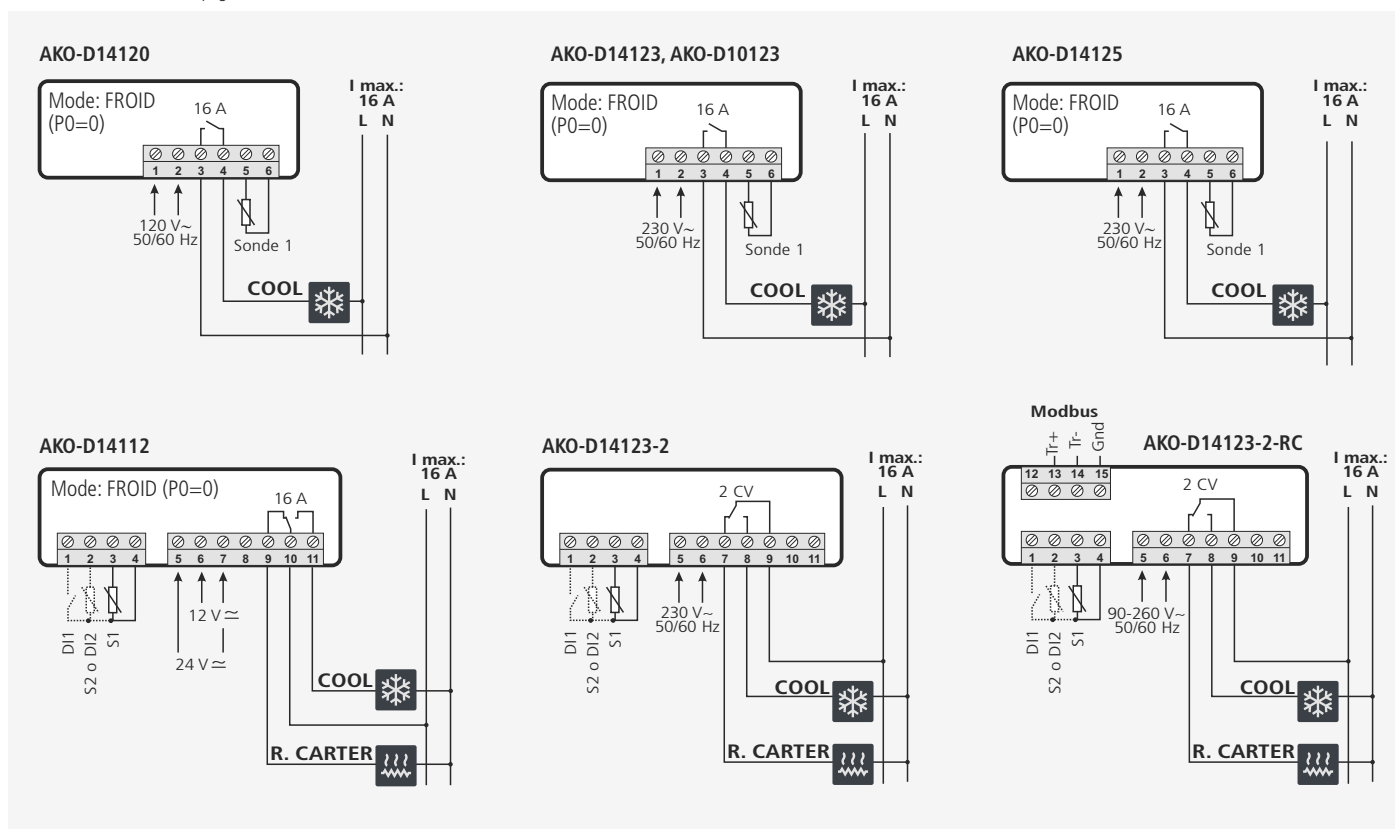 AKO-D14120
Mode: FROID
(P0=0)
16 A
1 2 3 4 5 6
120 V~
50/60 Hz
Sonde 1
COOL
I max.:
16 A
L N
AKO-D14123, AKO-D10123
Mode: FROID
(P0=0)
16 A
1 2 3 4 5 6
230 V~
50/60 Hz
Sonde 1
COOL
I max.:
16 A
L N
AKO-D14125
Mode: FROID
(P0=0)
16 A
1 2 3 4 5 6
230 V~
50/60 Hz
Sonde 1
COOL
I max.:
16 A
L N
AKO-D14112
Mode: FROID (P0=0)
16 A
1 2 3 4 5 6 7 8 9 10 11
DI1
S2 o DI2
S1
12 V ≃
24 V ≃
COOL
R. CARTER
I max.:
16 A
L N
AKO-D14123-2
2 CV
1 2 3 4 5 6 7 8 9 10 11
DI1
S2 o DI2
S1
230 V~
50/60 Hz
COOL
R. CARTER
I max.:
16 A
L N
Modbus
Tr+
Tr-
Gnd
12 13 14 15
AKO-D14123-2-RC
2 CV
1 2 3 4 5 6 7 8 9 10 11
DI1
S2 o DI2
S1
90-260 V~
50/60 Hz
COOL
R. CARTER
I max.:
16 A
L N